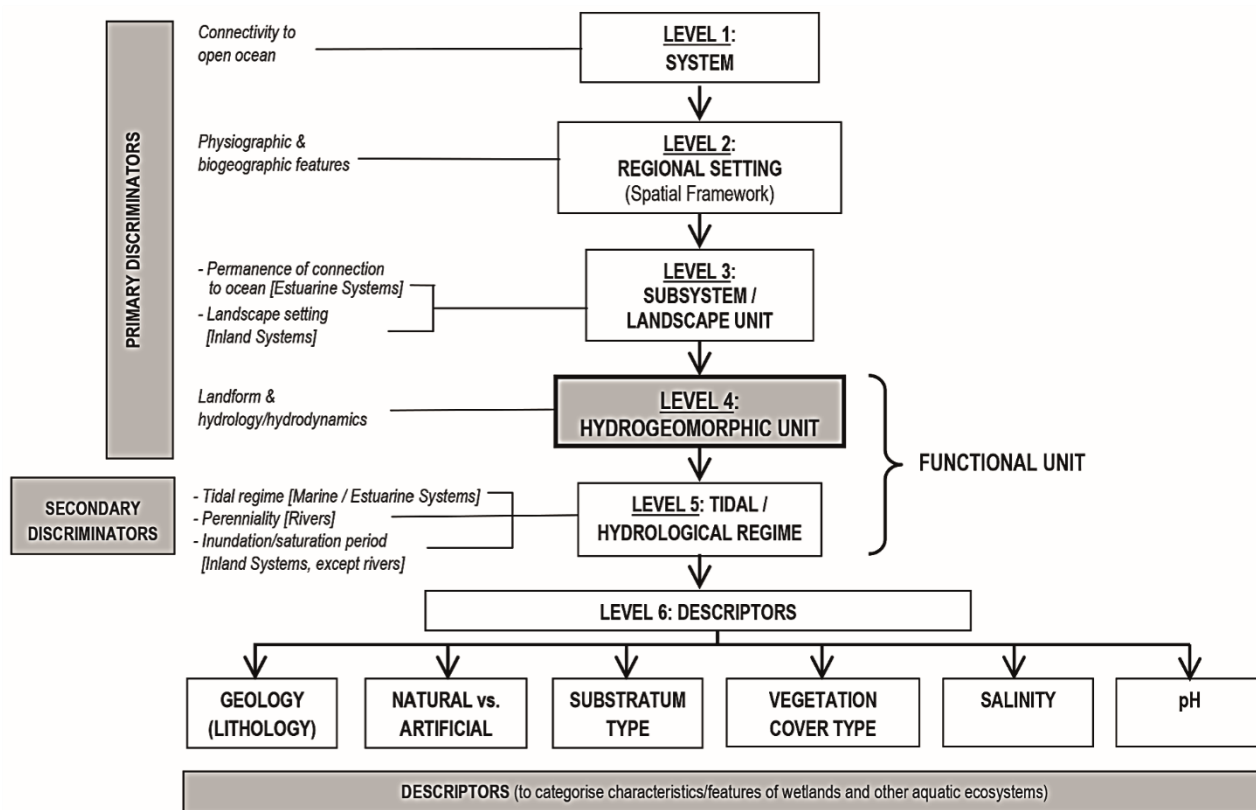 PRIMARY DISCRIMINATORS
Connectivity to
open ocean
LEVEL 1:
SYSTEM
Physiographic &
biogeographic features
LEVEL 2:
REGIONAL SETTING
(Spatial Framework)
- Permanence of connection
to ocean [Estuarine Systems]
- Landscape setting
[Inland Systems]
LEVEL 3:
SUBSYSTEM /
LANDSCAPE UNIT
Landform &
hydrology/hydrodynamics
LEVEL 4:
HYDROGEOMORPHIC UNIT
FUNCTIONAL UNIT
SECONDARY
DISCRIMINATORS
- Tidal regime [Marine / Estuarine Systems]
- Perenniality [Rivers]
- Inundation/saturation period
[Inland Systems, except rivers]
LEVEL 5: TIDAL /
HYDROLOGICAL REGIME
LEVEL 6: DESCRIPTORS
GEOLOGY
(LITHOLOGY)
NATURAL vs.
ARTIFICIAL
SUBSTRATUM
TYPE
VEGETATION
COVER TYPE
SALINITY
pH
DESCRIPTORS (to categorise characteristics/features of wetlands and other aquatic ecosystems)